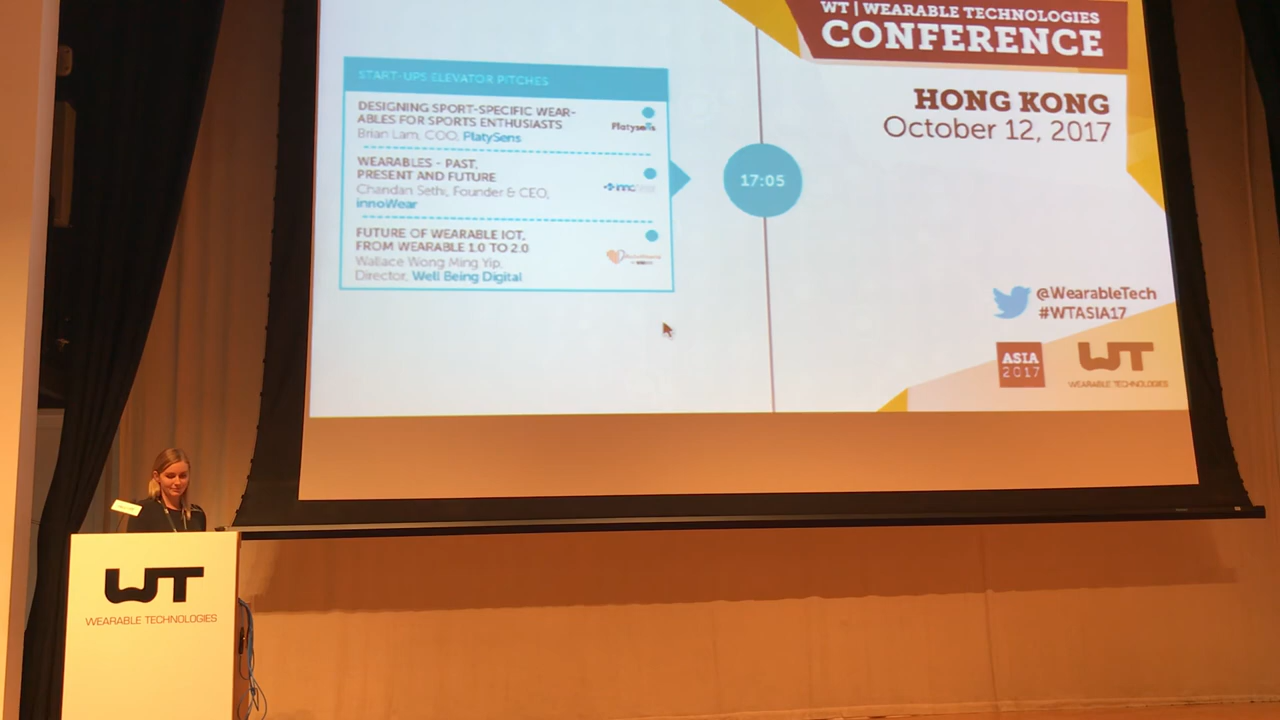 WT | WEARABLE TECHNOLOGIES
CONFERENCE
HONG KONG
October 12, 2017
START-UPS ELEVATOR PITCHES
DESIGNING SPORT-SPECIFIC WEAR-
ABLES FOR SPORTS ENTHUSIASTS
Brian Lam, COO, PlatySens
Platysens
WEARABLES - PAST,
PRESENT AND FUTURE
Chandan Sethi, Founder & CEO,
innoWear
FUTURE OF WEARABLE IOT,
FROM WEARABLE 1.0 TO 2.0
Wallace Wong Ming Yip,
Director, Well Being Digital
17:05
@WearableTech
#WTASIA17
ASIA
2017
WT
WEARABLE TECHNOLOGIES
WT
WEARABLE TECHNOLOGIES